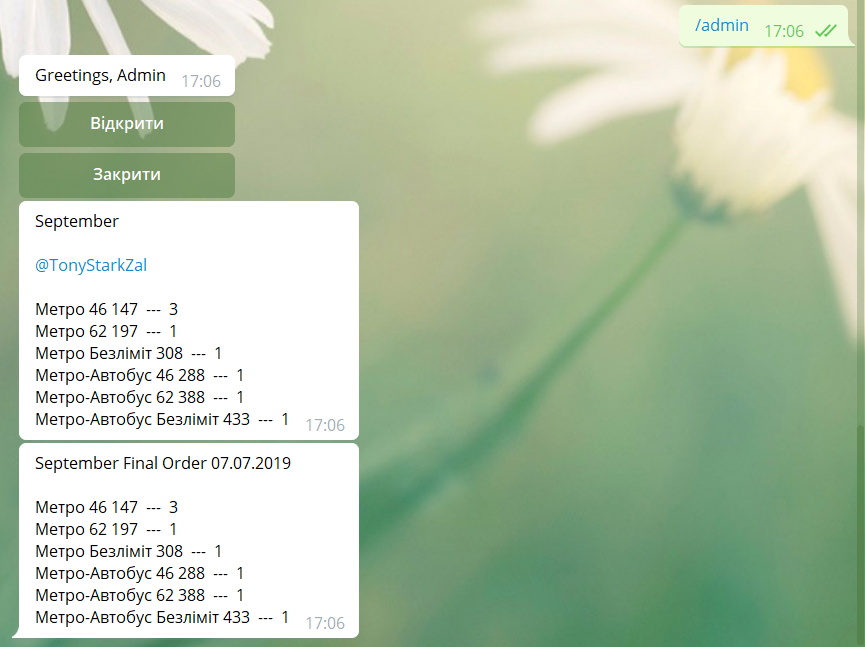 /admin 17:06
Greetings, Admin 17:06
Відкрити
Закрити
September
@TonyStarkZal
Метро 46 147 --- 3
Метро 62 197 --- 1
Метро Безліміт 308 --- 1
Метро-Автобус 46 288 --- 1
Метро-Автобус 62 388 --- 1
Метро-Автобус Безліміт 433 --- 1 17:06
September Final Order 07.07.2019
Метро 46 147 --- 3
Метро 62 197 --- 1
Метро Безліміт 308 --- 1
Метро-Автобус 46 288 --- 1
Метро-Автобус 62 388 --- 1
Метро-Автобус Безліміт 433 --- 1 17:06